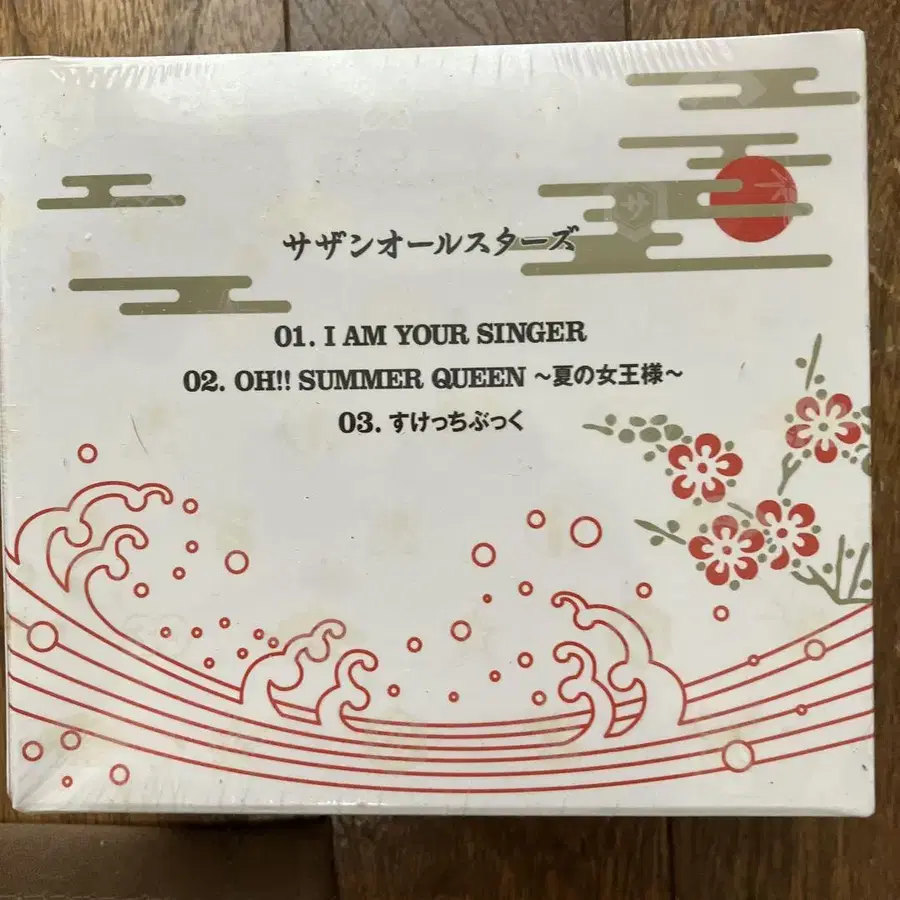 サザンオールスターズ
01. I AM YOUR SINGER
02. OH!! SUMMER QUEEN ～夏の女王様～
03. すけっちぶっく
サ